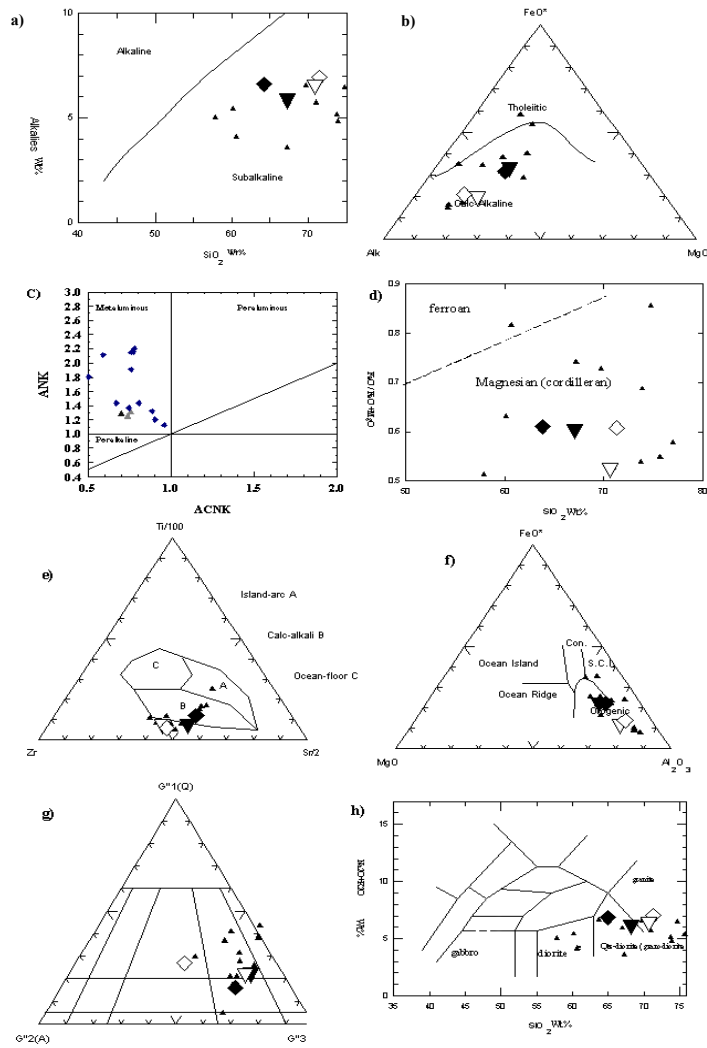 a)
10
5
0
Alkaline
Subalkaline
Alkalies Wt%
40
50
60
70
SiO2 Wt%
b)
FeO*
Tholeiitic
Calc-Alkaline
Alk
MgO
C)
3.0
2.8
2.6
2.4
2.2
2.0
1.8
1.6
1.4
1.2
1.0
0.8
0.6
0.4
Metaluminous
Peraluminous
Peralkaline
ANK
0.5
1.0
2.0
ACNK
d)
0.9
0.8
0.7
0.6
0.5
ferroan
Magnesian (cordilleran)
50
60
70
80
SiO2 Wt%
e)
Ti/100
Island-arc A
Calc-alkali B
Ocean-floor C
C
A
B
Zr
Sr/2
f)
FeO*
Con.
S.C.I.
Ocean Island
Ocean Ridge
Orogenic
MgO
Al2O3
g)
G"1(Q)
G"2(A)
G"3
h)
15
10
5
0
Wt%
granite
gabbro
diorite
35
40
45
50
55
60
65
70
75
SiO2 Wt%